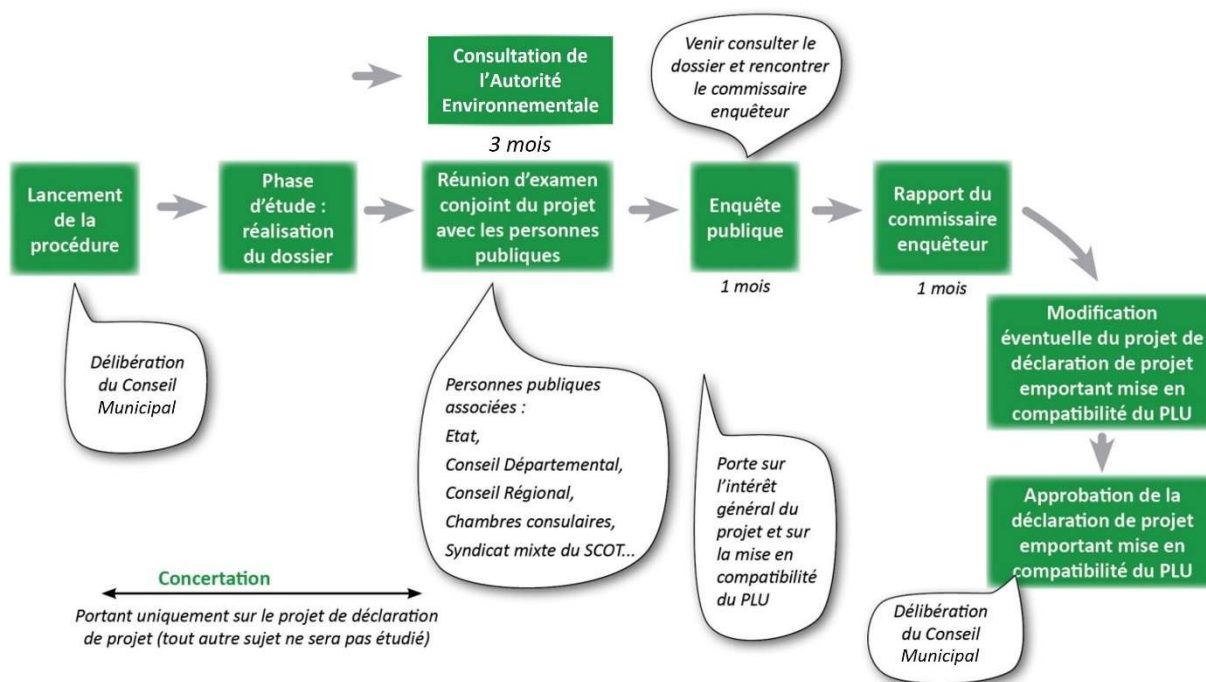 Consultation de
l'Autorité
Environnementale
3 mois
Venir consulter le
dossier et rencontrer
le commissaire
enquêteur
Lancement
de la
procédure
Phase
d'étude :
réalisation
du dossier
Réunion d'examen
conjoint du projet
avec les personnes
publiques
Enquête
publique
1 mois
Rapport du
commissaire
enquêteur
1 mois
Délibération
du Conseil
Municipal
Personnes publiques
associées :
Etat,
Conseil Départemental,
Conseil Régional,
Chambres consulaires,
Syndicat mixte du SCOT...
Porte sur
l'intérêt
général du
projet et sur
la mise en
compatibilité
du PLU
Modification
éventuelle du projet de
déclaration de projet
emportant mise en
compatibilité du PLU
Approbation de la
déclaration de projet
emportant mise en
compatibilité du PLU
Délibération
du Conseil
Municipal
Concertation
Portant uniquement sur le projet de déclaration
de projet (tout autre sujet ne sera pas étudié)